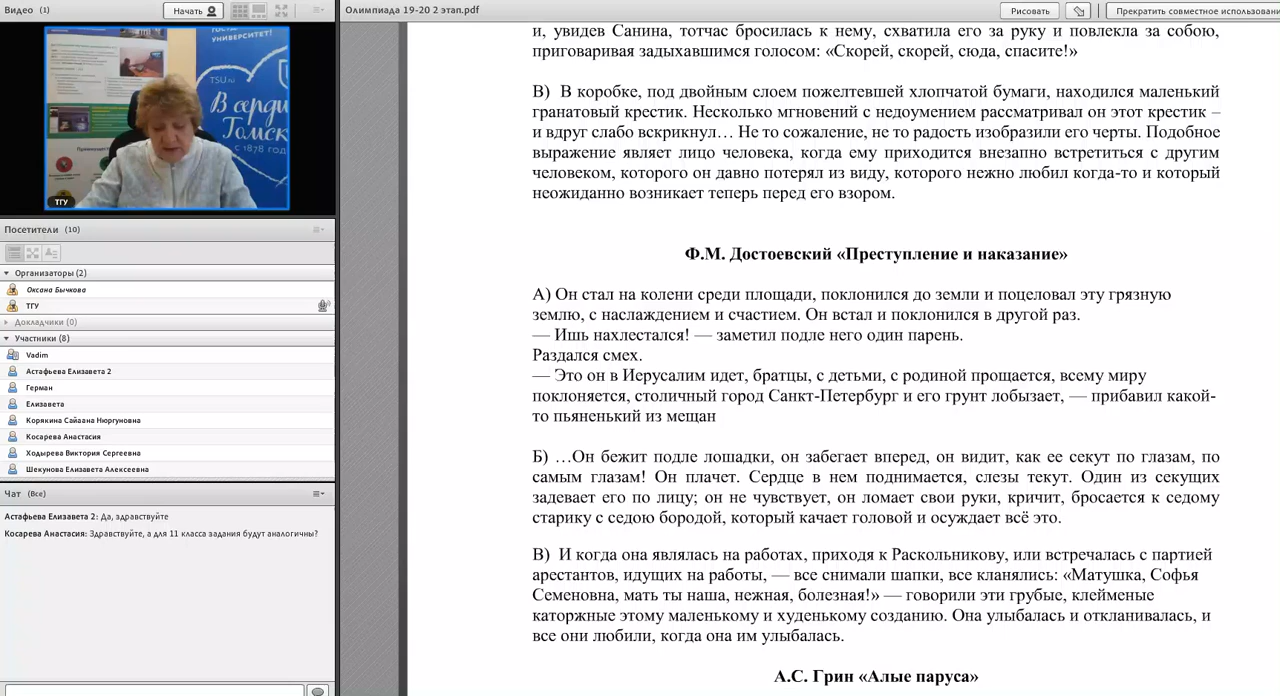 Видео (1)
Начать
УНИВЕРСИТЕТ!
TSU.RU
В сердце
Томска
с 1878 года
ТГУ
Посетители (10)
Организаторы (2)
Оксана Бычкова
ТГУ
Докладчики (0)
Участники (8)
Vadim
Астафьева Елизавета 2
Герман
Елизавета
Корякина Сайаана Нюргуновна
Косарева Анастасия
Ходырева Виктория Сергеевна
Шекунова Елизавета Алексеевна
Чат (Все)
Астафьева Елизавета 2: Да, здравствуйте
Косарева Анастасия: Здравствуйте, а для 11 класса задания будут аналогичны?
Олимпиада 19-20 2 этап.pdf
Рисовать
Прекратить совместное использовани
и, увидев Санина, тотчас бросилась к нему, схватила его за руку и повлекла за собою,
приговаривая задыхавшимся голосом: «Скорей, скорей, сюда, спасите!»
В) В коробке, под двойным слоем пожелтевшей хлопчатой бумаги, находился маленький
гранатовый крестик. Несколько мгновений с недоумением рассматривал он этот крестик –
и вдруг слабо вскрикнул… Не то сожаление, не то радость изобразили его черты. Подобное
выражение являет лицо человека, когда ему приходится внезапно встретиться с другим
человеком, которого он давно потерял из виду, которого нежно любил когда-то и который
неожиданно возникает теперь перед его взором.
Ф.М. Достоевский «Преступление и наказание»
А) Он стал на колени среди площади, поклонился до земли и поцеловал эту грязную
землю, с наслаждением и счастием. Он встал и поклонился в другой раз.
— Ишь нахлестался! — заметил подле него один парень.
Раздался смех.
— Это он в Иерусалим идет, братцы, с детьми, с родиной прощается, всему миру
поклоняется, столичный город Санкт-Петербург и его грунт лобызает, — прибавил какой-
то пьяненький из мещан
Б) …Он бежит подле лошадки, он забегает вперед, он видит, как ее секут по глазам, по
самым глазам! Он плачет. Сердце в нем поднимается, слезы текут. Один из секущих
задевает его по лицу; он не чувствует, он ломает свои руки, кричит, бросается к седому
старику с седою бородой, который качает головой и осуждает всё это.
В) И когда она являлась на работах, приходя к Раскольникову, или встречалась с партией
арестантов, идущих на работы, — все снимали шапки, все кланялись: «Матушка, Софья
Семеновна, мать ты наша, нежная, болезная!» — говорили эти грубые, клейменые
каторжные этому маленькому и худенькому созданию. Она улыбалась и откланивалась, и
все они любили, когда она им улыбалась.
А.С. Грин «Алые паруса»